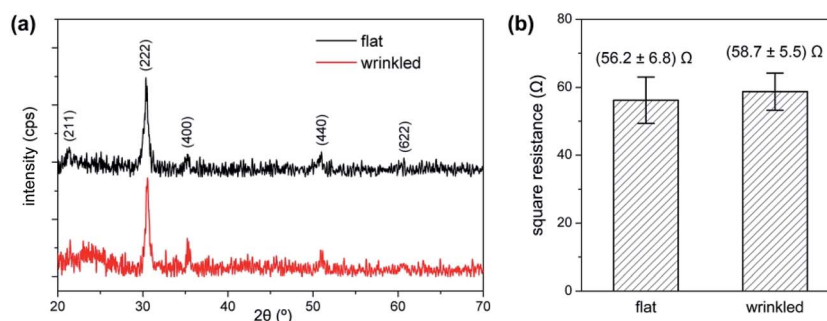 (a)
flat
wrinkled
(211)
(222)
(400)
(440)
(622)
intensity (cps)
20 30 40 50 60 70
2θ (º)
(b)
80
60
40
20
0
square resistance (Ω)
(56.2 ± 6.8) Ω
(58.7 ± 5.5) Ω
flat wrinkled